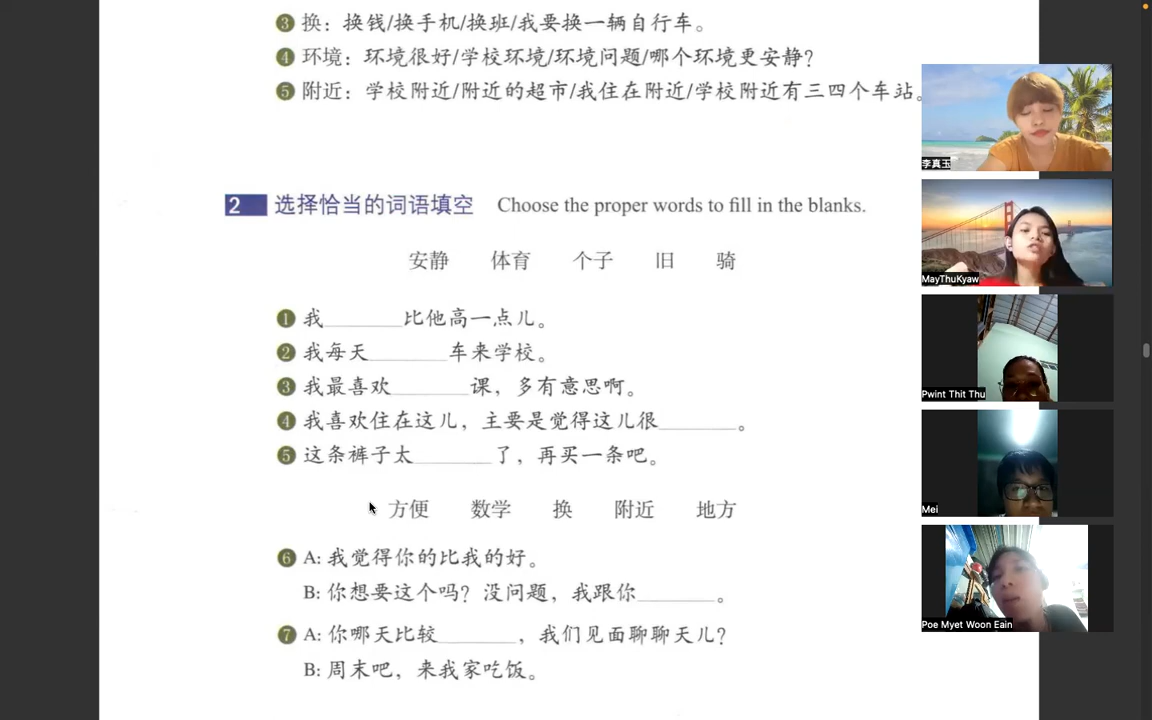 ③ 换：换钱/换手机/换班/我要换一辆自行车。
④ 环境：环境很好/学校环境/环境问题/哪个环境更安静？
⑤ 附近：学校附近/附近的超市/我住在附近/学校附近有三四个车站。
2 选择恰当的词语填空 Choose the proper words to fill in the blanks.
安静 体育 个子 旧 骑
① 我________比他高一点儿。
② 我每天________车来学校。
③ 我最喜欢________课，多有意思啊。
④ 我喜欢住在这儿，主要是觉得这儿很________。
⑤ 这条裤子太________了，再买一条吧。
方便 数学 换 附近 地方
⑥ A: 我觉得你的比我的好。
B: 你想要这个吗？没问题，我跟你________。
⑦ A: 你哪天比较________，我们见面聊聊天儿？
B: 周末吧，来我家吃饭。
李真玉
MayThuKyaw
Pwint Thit Thu
Mei
Poe Myet Woon Eain